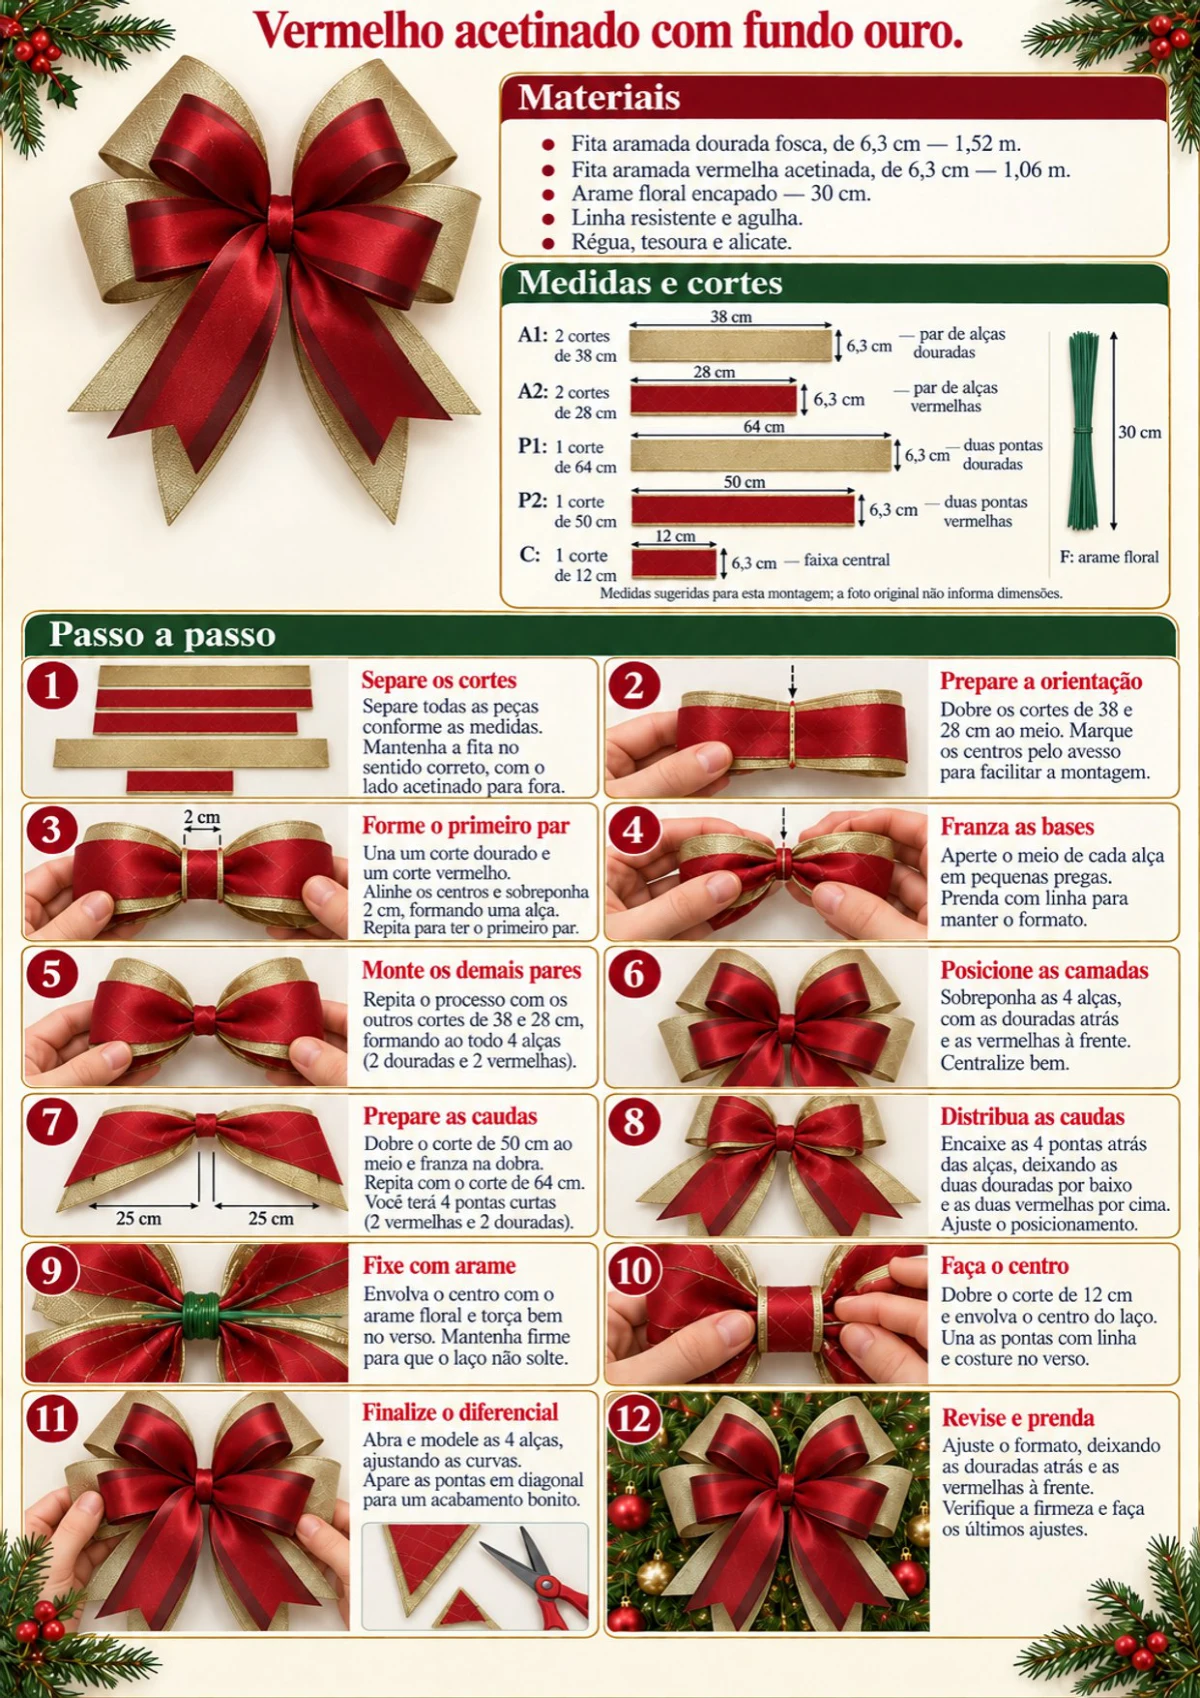 Vermelho acetinado com fundo ouro.
Materiais
Fita aramada dourada fosca, de 6,3 cm — 1,52 m.
Fita aramada vermelha acetinada, de 6,3 cm — 1,06 m.
Arame floral encapado — 30 cm.
Linha resistente e agulha.
Régua, tesoura e alicate.
Medidas e cortes
A1: 2 cortes
de 38 cm
38 cm
6,3 cm
— par de alças
douradas
A2: 2 cortes
de 28 cm
28 cm
6,3 cm
— par de alças
vermelhas
P1: 1 corte
de 64 cm
64 cm
6,3 cm
— duas pontas
douradas
P2: 1 corte
de 50 cm
50 cm
6,3 cm
— duas pontas
vermelhas
C: 1 corte
de 12 cm
12 cm
6,3 cm
— faixa central
30 cm
F: arame floral
Medidas sugeridas para esta montagem; a foto original não informa dimensões.
Passo a passo
1
Separe os cortes
Separe todas as peças
conforme as medidas.
Mantenha a fita no
sentido correto, com o
lado acetinado para fora.
2
Prepare a orientação
Dobre os cortes de 38 e
28 cm ao meio. Marque
os centros pelo avesso
para facilitar a montagem.
3
2 cm
Forme o primeiro par
Una um corte dourado e
um corte vermelho.
Alinhe os centros e sobreponha
2 cm, formando uma alça.
Repita para ter o primeiro par.
4
Franza as bases
Aperte o meio de cada alça
em pequenas pregas.
Prenda com linha para
manter o formato.
5
Monte os demais pares
Repita o processo com os
outros cortes de 38 e 28 cm,
formando ao todo 4 alças
(2 douradas e 2 vermelhas).
6
Posicione as camadas
Sobreponha as 4 alças,
com as douradas atrás
e as vermelhas à frente.
Centralize bem.
7
25 cm
25 cm
Prepare as caudas
Dobre o corte de 50 cm ao
meio e franza na dobra.
Repita com o corte de 64 cm.
Você terá 4 pontas curtas
(2 vermelhas e 2 douradas).
8
Distribua as caudas
Encaixe as 4 pontas atrás
das alças, deixando as
duas douradas por baixo
e as duas vermelhas por cima.
Ajuste o posicionamento.
9
Fixe com arame
Envolva o centro com o
arame floral e torça bem
no verso. Mantenha firme
para que o laço não solte.
10
Faça o centro
Dobre o corte de 12 cm
e envolva o centro do laço.
Una as pontas com linha
e costure no verso.
11
Finalize o diferencial
Abra e modele as 4 alças,
ajustando as curvas.
Apare as pontas em diagonal
para um acabamento bonito.
12
Revise e prenda
Ajuste o formato, deixando
as douradas atrás e as
vermelhas à frente.
Verifique a firmeza e faça
os últimos ajustes.